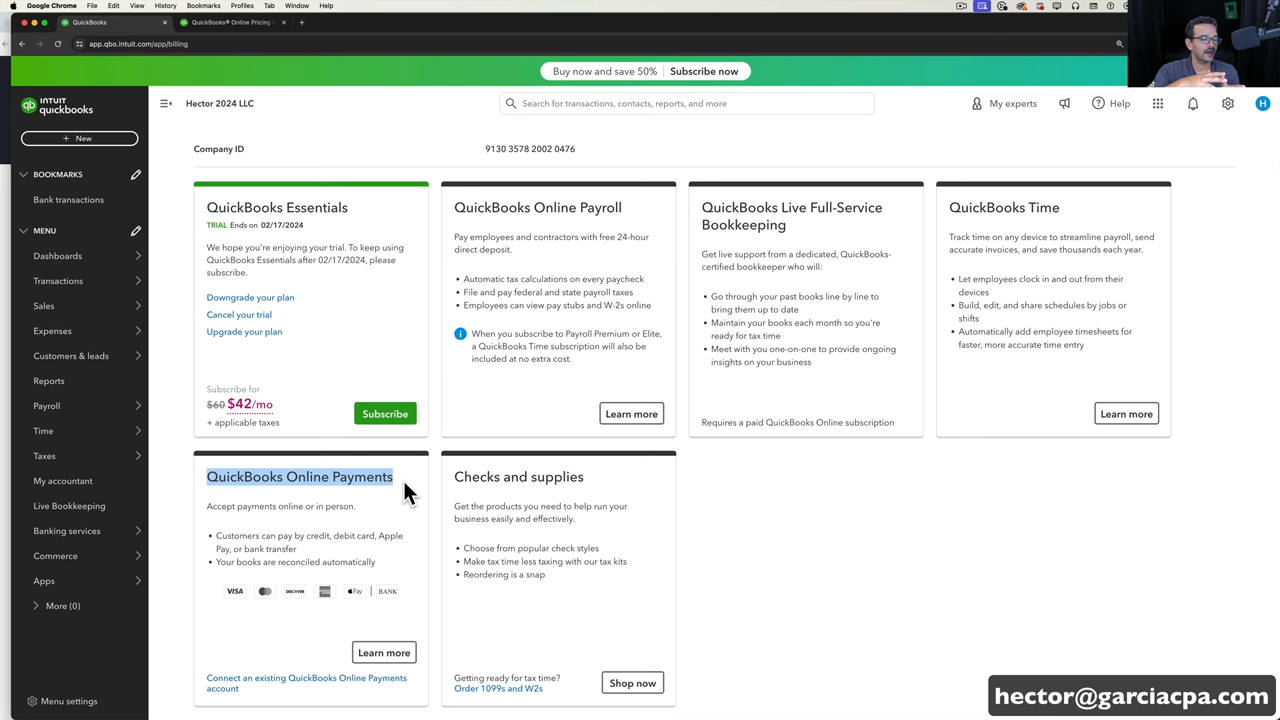 Google Chrome File Edit View History Bookmarks Profiles Tab Window Help
QuickBooks
QuickBooks® Online Pricing
app.qbo.intuit.com/app/billing
Buy now and save 50% | Subscribe now
INTUIT
quickbooks
Hector 2024 LLC
Search for transactions, contacts, reports, and more
My experts
Help
H
+ New
BOOKMARKS
Bank transactions
MENU
Dashboards
Transactions
Sales
Expenses
Customers & leads
Reports
Payroll
Time
Taxes
My accountant
Live Bookkeeping
Banking services
Commerce
Apps
More (0)
Menu settings
Company ID 9130 3578 2002 0476
QuickBooks Essentials
TRIAL Ends on 02/17/2024
We hope you're enjoying your trial. To keep using
QuickBooks Essentials after 02/17/2024, please
subscribe.
Downgrade your plan
Cancel your trial
Upgrade your plan
Subscribe for
$60 $42/mo
+ applicable taxes
Subscribe
QuickBooks Online Payroll
Pay employees and contractors with free 24-hour
direct deposit.
• Automatic tax calculations on every paycheck
• File and pay federal and state payroll taxes
• Employees can view pay stubs and W-2s online
When you subscribe to Payroll Premium or Elite,
a QuickBooks Time subscription will also be
included at no extra cost.
Learn more
QuickBooks Live Full-Service
Bookkeeping
Get live support from a dedicated, QuickBooks-
certified bookkeeper who will:
• Go through your past books line by line to
bring them up to date
• Maintain your books each month so you're
ready for tax time
• Meet with you one-on-one to provide ongoing
insights on your business
Requires a paid QuickBooks Online subscription
QuickBooks Time
Track time on any device to streamline payroll, send
accurate invoices, and save thousands each year.
• Let employees clock in and out from their
devices
• Build, edit, and share schedules by jobs or
shifts
• Automatically add employee timesheets for
faster, more accurate time entry
Learn more
QuickBooks Online Payments
Accept payments online or in person.
• Customers can pay by credit, debit card, Apple
Pay, or bank transfer
• Your books are reconciled automatically
VISA DISCOVER Pay | BANK
Learn more
Connect an existing QuickBooks Online Payments
account
Checks and supplies
Get the products you need to help run your
business easily and effectively.
• Choose from popular check styles
• Make tax time less taxing with our tax kits
• Reordering is a snap
Getting ready for tax time?
Order 1099s and W2s
Shop now
hector@garciacpa.com